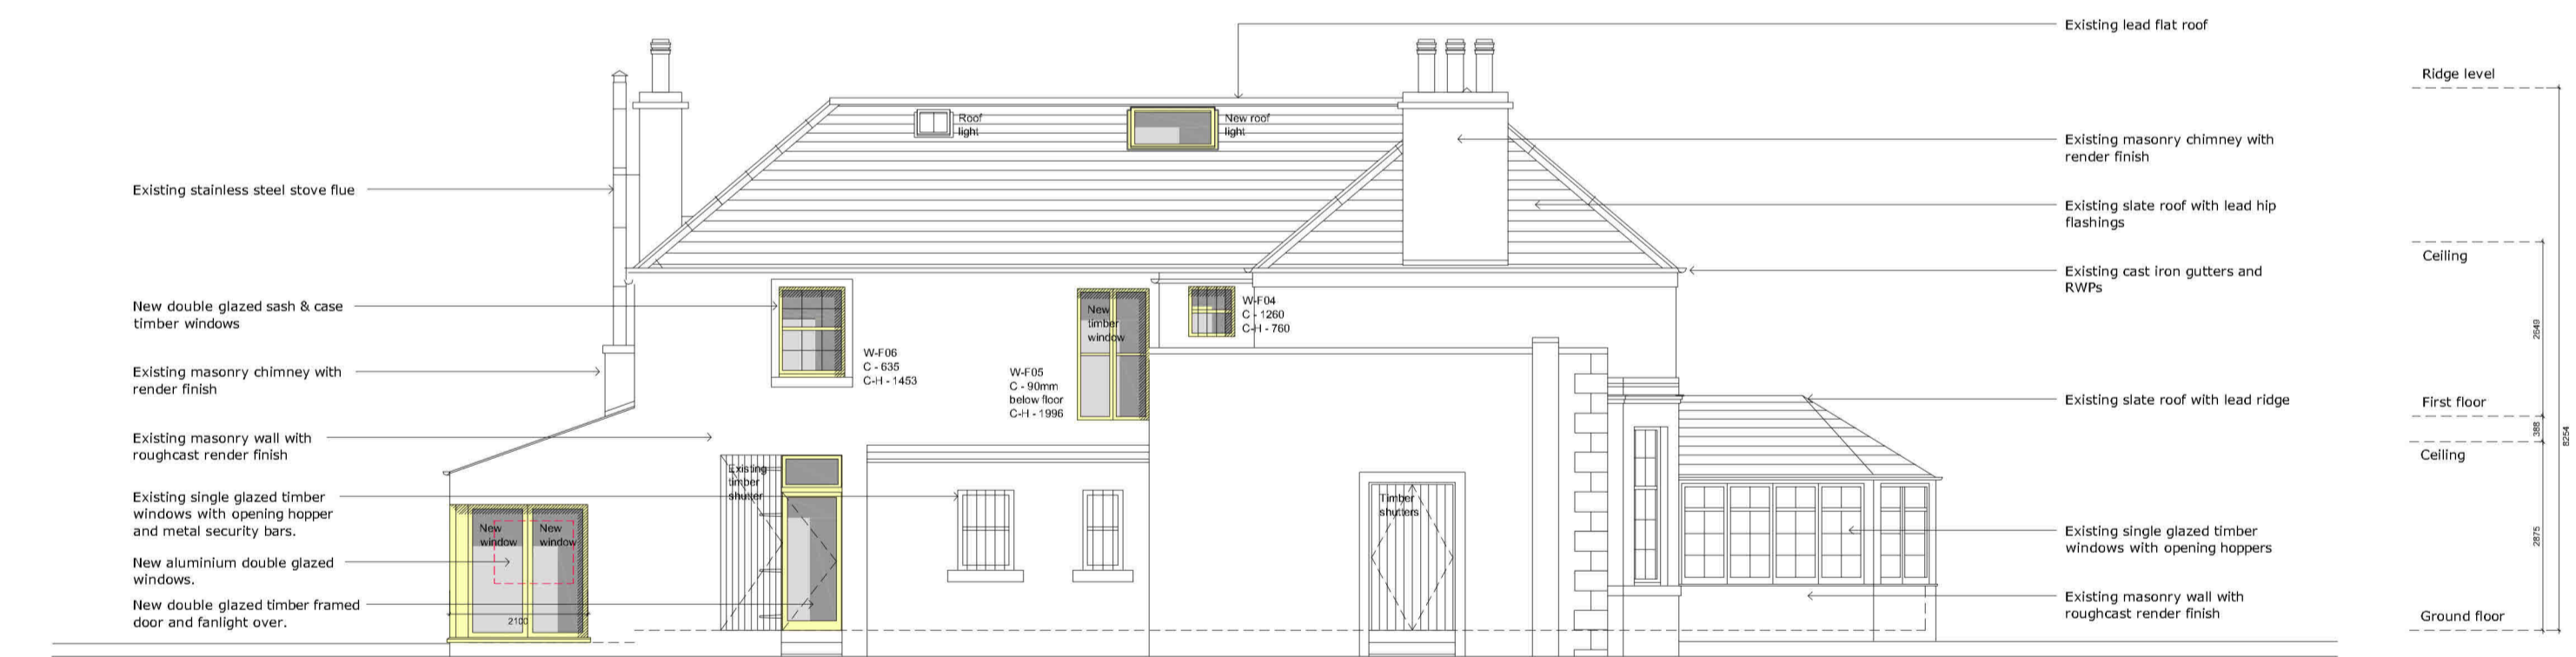 Existing stainless steel stove flue
New double glazed sash & case
timber windows
Existing masonry chimney with
render finish
Existing masonry wall with
roughcast render finish
Existing single glazed timber
windows with opening hopper
and metal security bars.
New aluminium double glazed
windows.
New double glazed timber framed
door and fanlight over.
Roof
light
New roof
light
W-F06
C - 635
C-H - 1453
New
timber
window
W-F05
C - 90mm
below floor
C-H - 1996
W-F04
C - 1260
C-H - 760
Existing
timber
shutter
New
window
New
window
2100
Timber
shutters
Existing lead flat roof
Existing masonry chimney with
render finish
Existing slate roof with lead hip
flashings
Existing cast iron gutters and
RWPs
Existing slate roof with lead ridge
Existing single glazed timber
windows with opening hoppers
Existing masonry wall with
roughcast render finish
Ridge level
Ceiling
First floor
Ceiling
Ground floor
2649
388
2875
8254